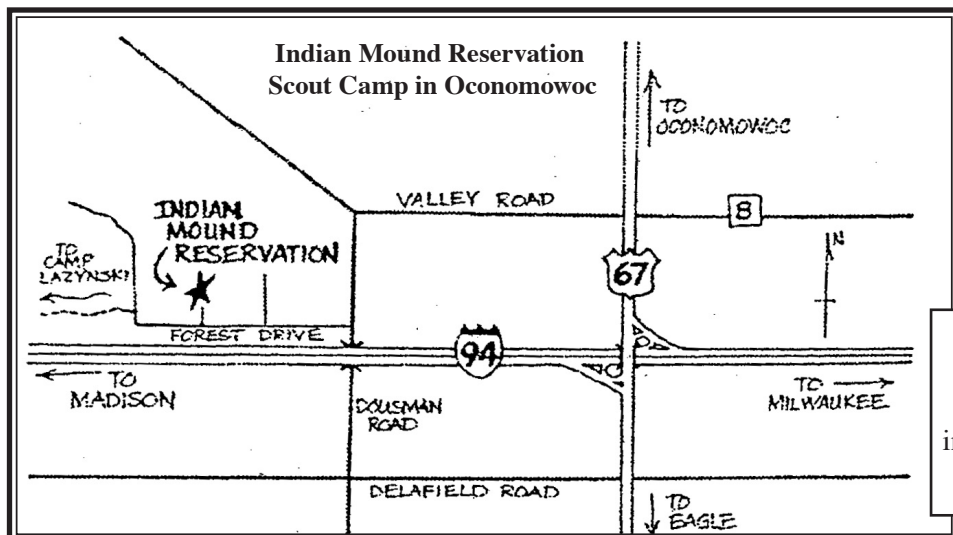 Indian Mound Reservation
Scout Camp in Oconomowoc
TO
OCONOMOWOC
VALLEY ROAD
B
INDIAN
MOUND
RESERVATION
TO
CAMP
LAZYNSKI
N
67
FOREST DRIVE
94
TO
MADISON
TO
MILWAUKEE
DOUSMAN
ROAD
DELAFIELD ROAD
TO
EAGLE